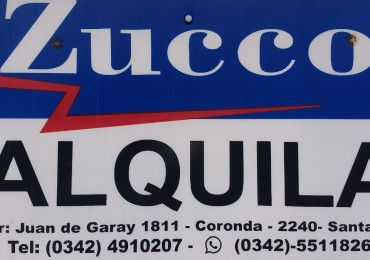 Zucco
ALQUILA
r: Juan de Garay 1811 - Coronda - 2240- Santa
Tel: (0342) 4910207 - (0342)-5511826